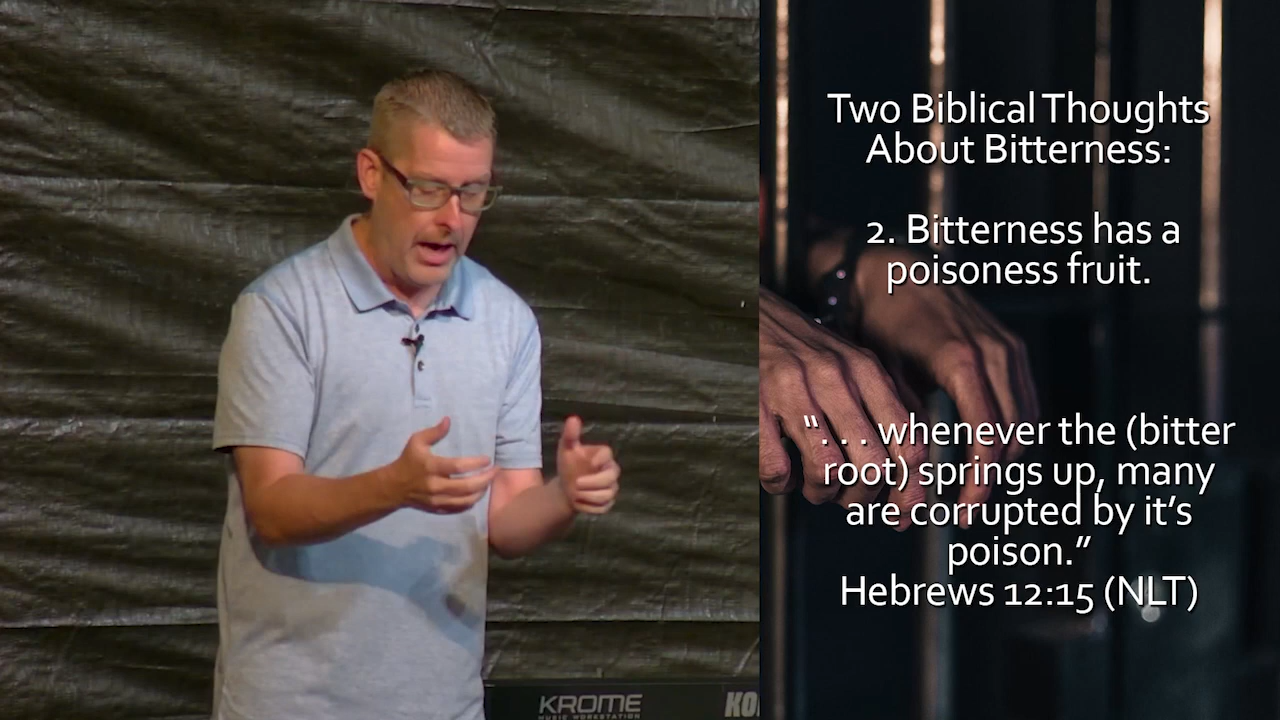 Two Biblical Thoughts
About Bitterness:
2. Bitterness has a
poisoness fruit.
“. . . whenever the (bitter
root) springs up, many
are corrupted by it’s
poison.”
Hebrews 12:15 (NLT)
KROME
MUSIC WORKSTATION